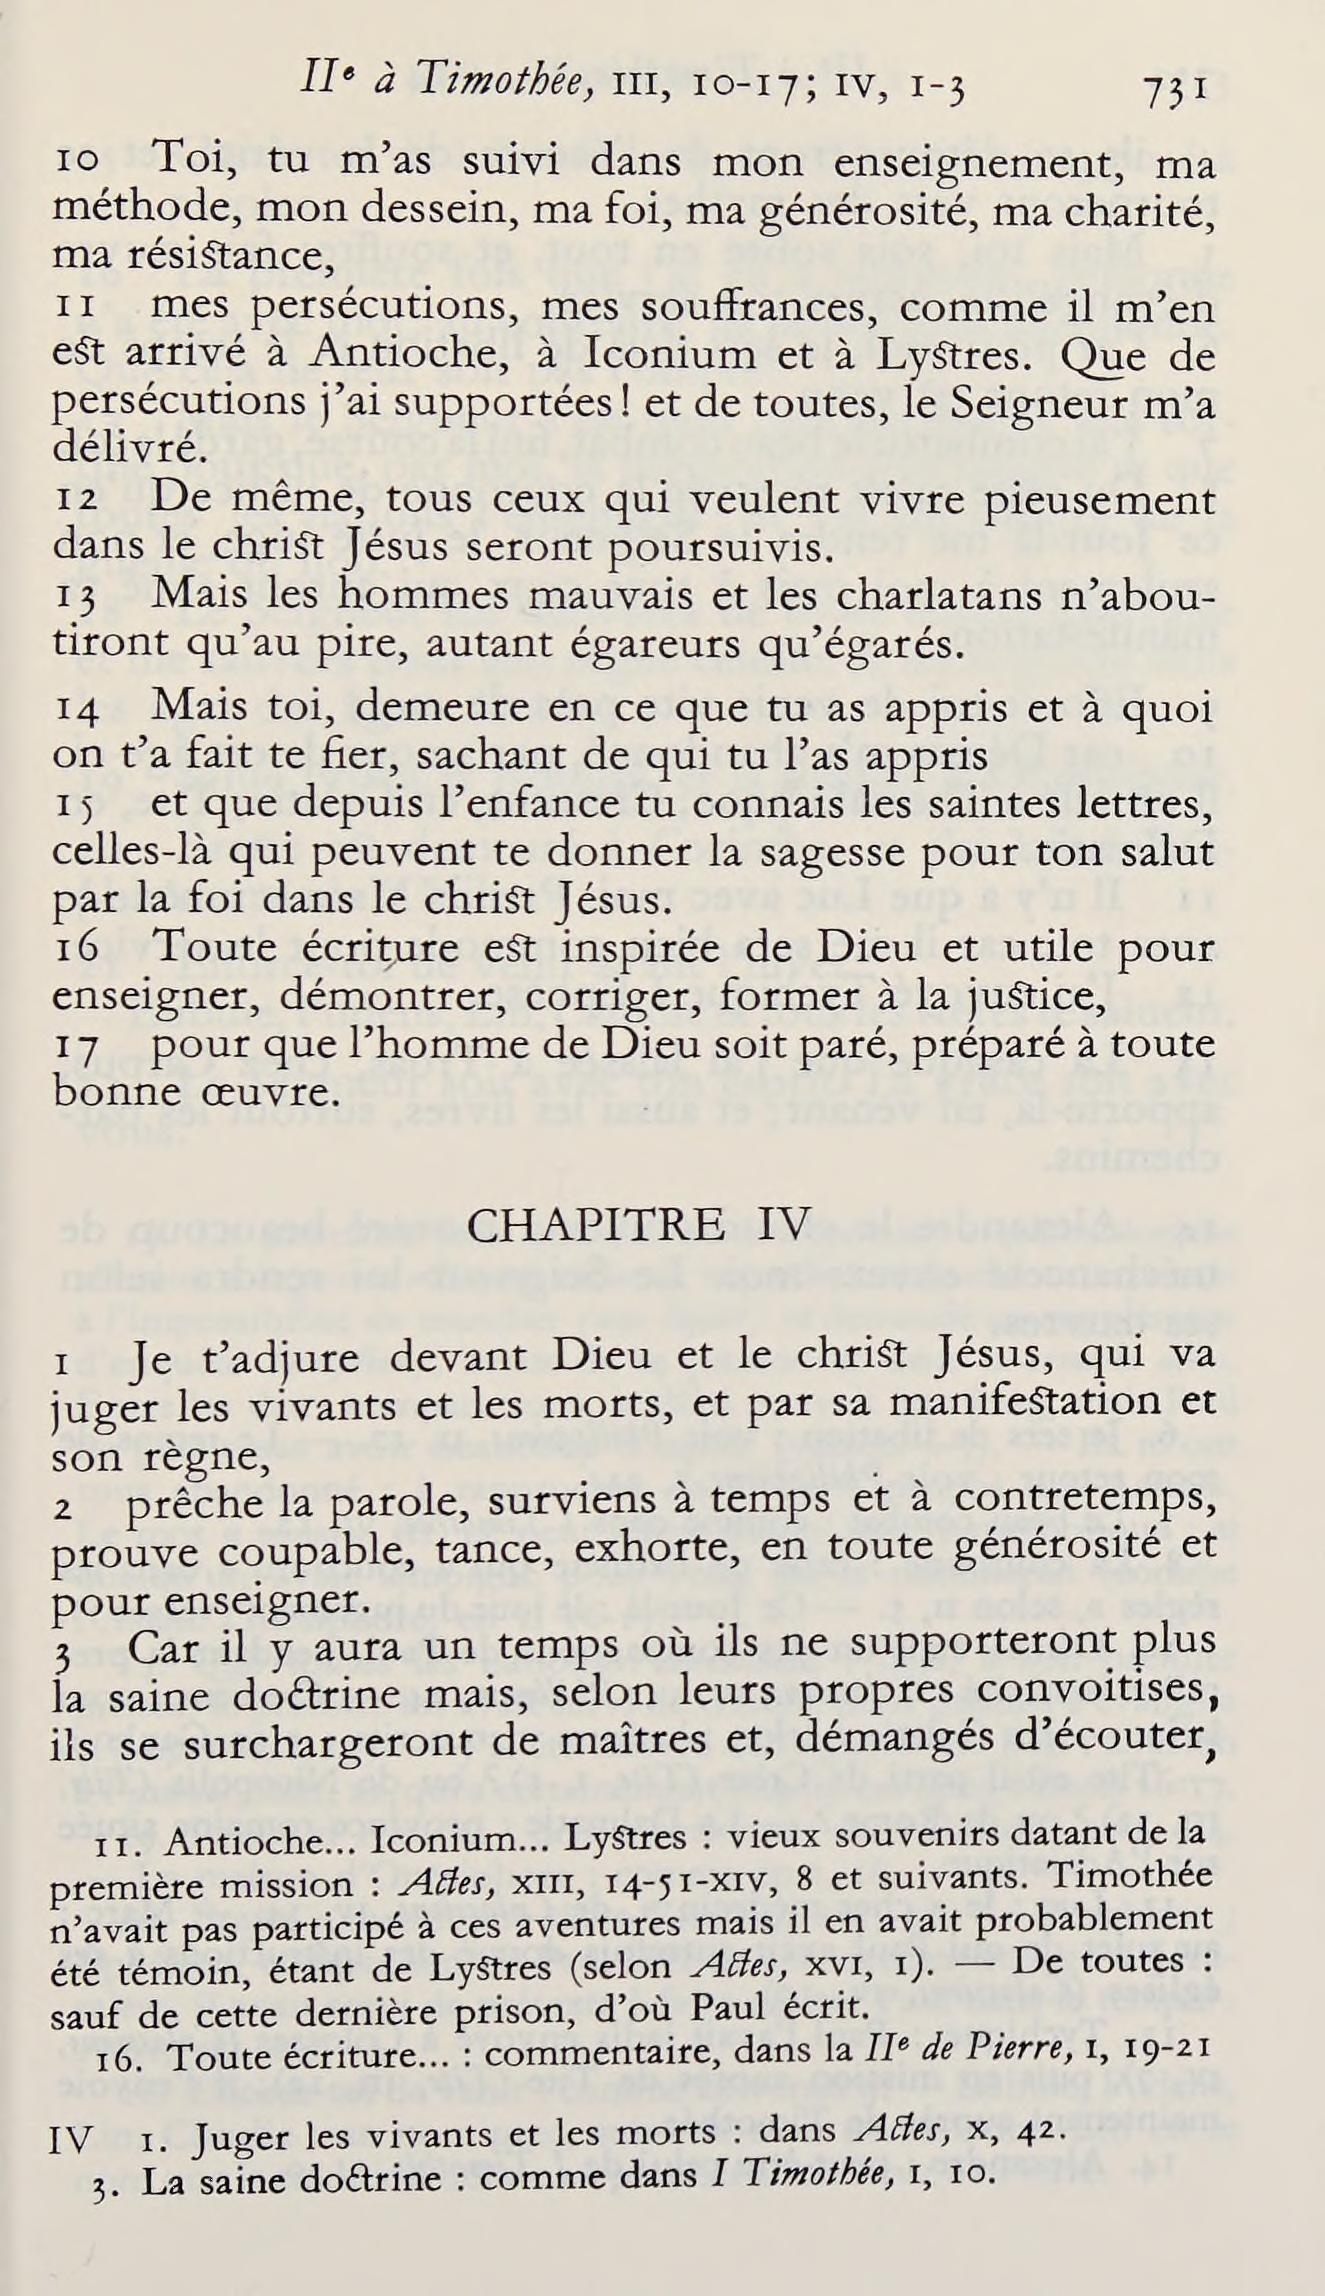 IIe à Timothée, III, 10-17; IV, 1-3 731
10 Toi, tu m’as suivi dans mon enseignement, ma
méthode, mon dessein, ma foi, ma générosité, ma charité,
ma résistance,
11 mes persécutions, mes souffrances, comme il m’en
est arrivé à Antioche, à Iconium et à Lystres. Que de
persécutions j’ai supportées ! et de toutes, le Seigneur m’a
délivré.
12 De même, tous ceux qui veulent vivre pieusement
dans le christ Jésus seront poursuivis.
13 Mais les hommes mauvais et les charlatans n’abou-
tiront qu’au pire, autant égareurs qu’égarés.
14 Mais toi, demeure en ce que tu as appris et à quoi
on t’a fait te fier, sachant de qui tu l’as appris
15 et que depuis l’enfance tu connais les saintes lettres,
celles-là qui peuvent te donner la sagesse pour ton salut
par la foi dans le christ Jésus.
16 Toute écriture est inspirée de Dieu et utile pour
enseigner, démontrer, corriger, former à la justice,
17 pour que l’homme de Dieu soit paré, préparé à toute
bonne œuvre.
CHAPITRE IV
1 Je t’adjure devant Dieu et le christ Jésus, qui va
juger les vivants et les morts, et par sa manifestation et
son règne,
2 prêche la parole, surviens à temps et à contretemps,
prouve coupable, tance, exhorte, en toute générosité et
pour enseigner.
3 Car il y aura un temps où ils ne supporteront plus
la saine doctrine mais, selon leurs propres convoitises,
ils se surchargeront de maîtres et, démangés d’écouter,
11. Antioche... Iconium... Lystres : vieux souvenirs datant de la
première mission : Actes, XIII, 14-51-XIV, 8 et suivants. Timothée
n’avait pas participé à ces aventures mais il en avait probablement
été témoin, étant de Lystres (selon Actes, XVI, 1). — De toutes :
sauf de cette dernière prison, d’où Paul écrit.
16. Toute écriture... : commentaire, dans la IIe de Pierre, I, 19-21
IV 1. Juger les vivants et les morts : dans Actes, X, 42.
3. La saine doctrine : comme dans I Timothée, I, 10.